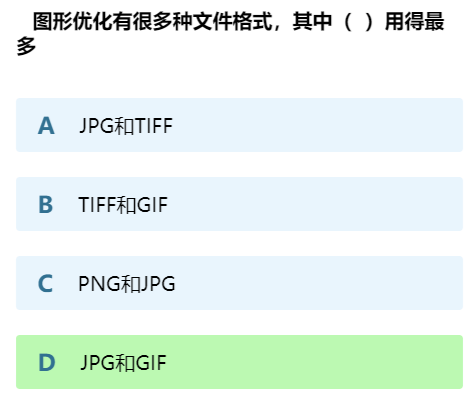 图形优化有很多种文件格式，其中（ ）用得最
多
A JPG和TIFF
B TIFF和GIF
C PNG和JPG
D JPG和GIF